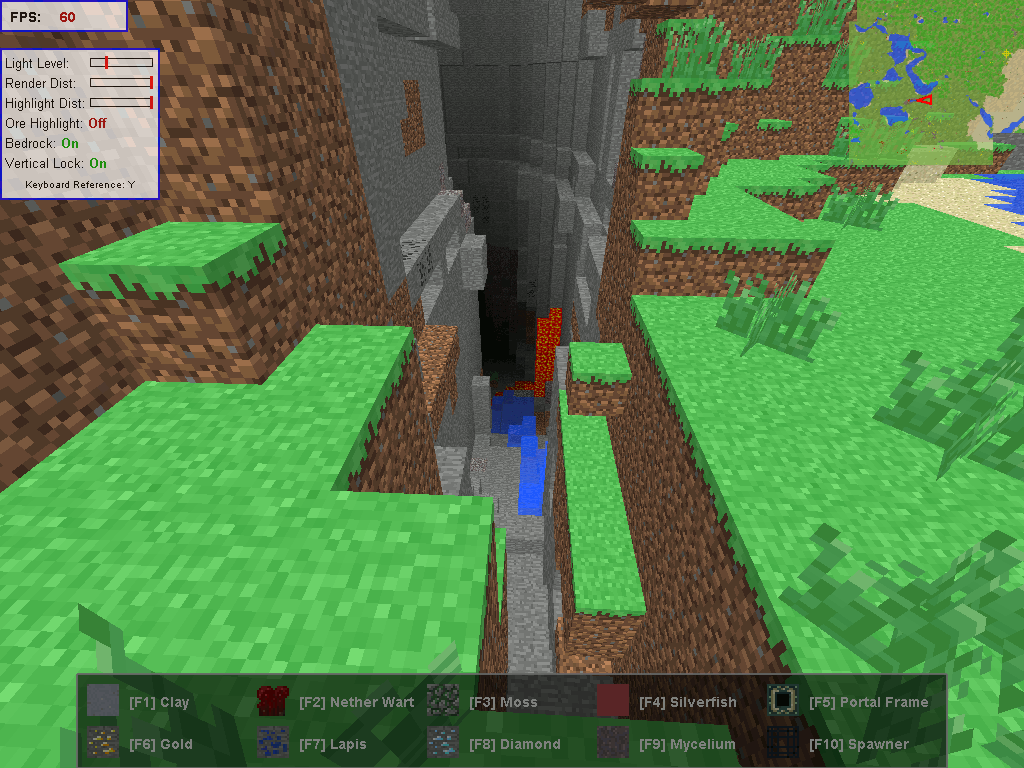 FPS: 60
Light Level:
Render Dist:
Highlight Dist:
Ore Highlight: Off
Bedrock: On
Vertical Lock: On
Keyboard Reference: Y
[F1] Clay [F2] Nether Wart [F3] Moss [F4] Silverfish [F5] Portal Frame
[F6] Gold [F7] Lapis [F8] Diamond [F9] Mycelium [F10] Spawner